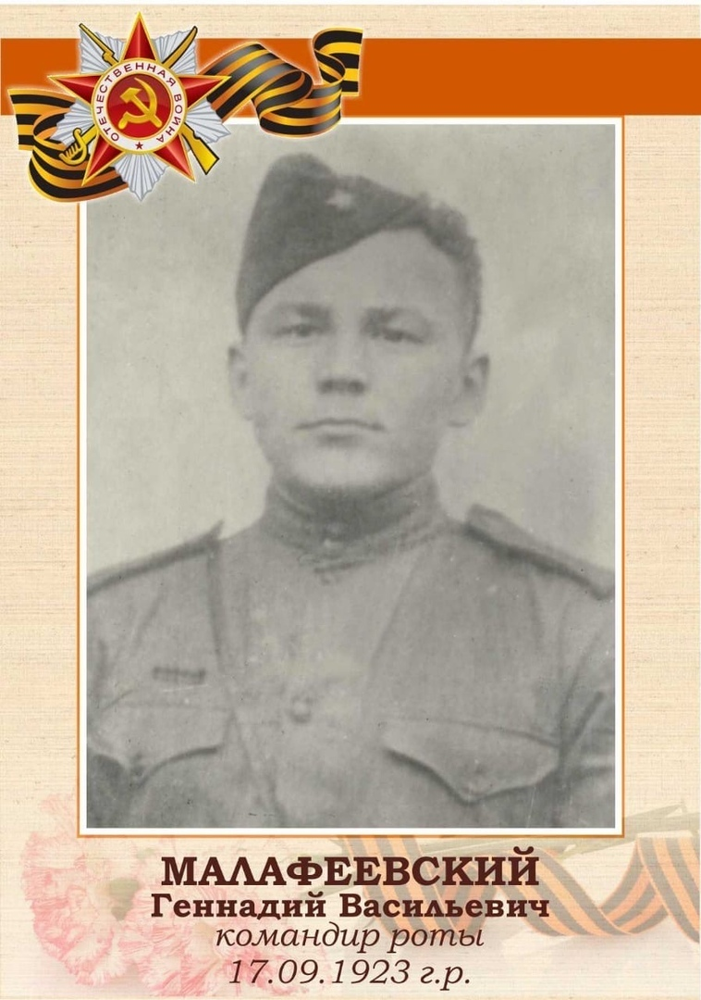 ОТЕЧЕСТВЕННАЯ ВОЙНА
МАЛАФЕЕВСКИЙ
Геннадий Васильевич
командир роты
17.09.1923 г.р.